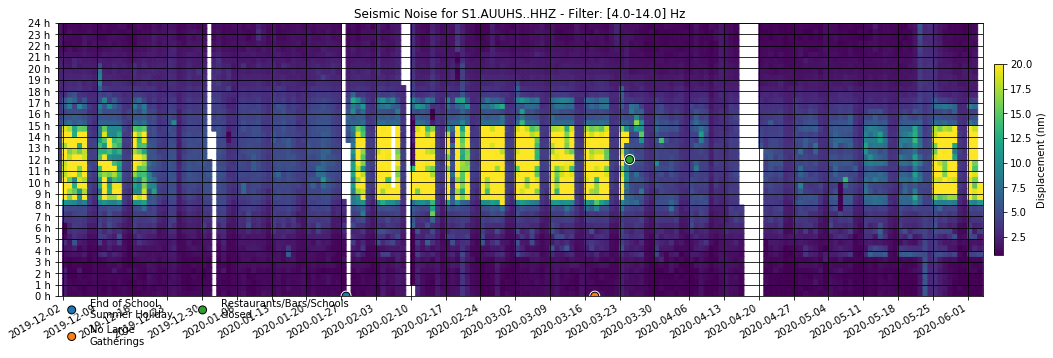 Seismic Noise for S1.AUUHS..HHZ - Filter: [4.0-14.0] Hz
24 h
23 h
22 h
21 h
20 h
19 h
18 h
17 h
16 h
15 h
14 h
13 h
12 h
11 h
10 h
9 h
8 h
7 h
6 h
5 h
4 h
3 h
2 h
1 h
0 h
20.0
17.5
15.0
12.5
10.0
7.5
5.0
2.5
Displacement (nm)
2019-12-02
2019-12-09
2019-12-16
2019-12-23
2019-12-30
2020-01-06
2020-01-13
2020-01-20
2020-01-27
2020-02-03
2020-02-10
2020-02-17
2020-02-24
2020-03-02
2020-03-09
2020-03-16
2020-03-23
2020-03-30
2020-04-06
2020-04-13
2020-04-20
2020-04-27
2020-05-04
2020-05-11
2020-05-18
2020-05-25
2020-06-01
End of School
Summer Holiday
No Large
Gatherings
Restaurants/Bars/Schools
closed